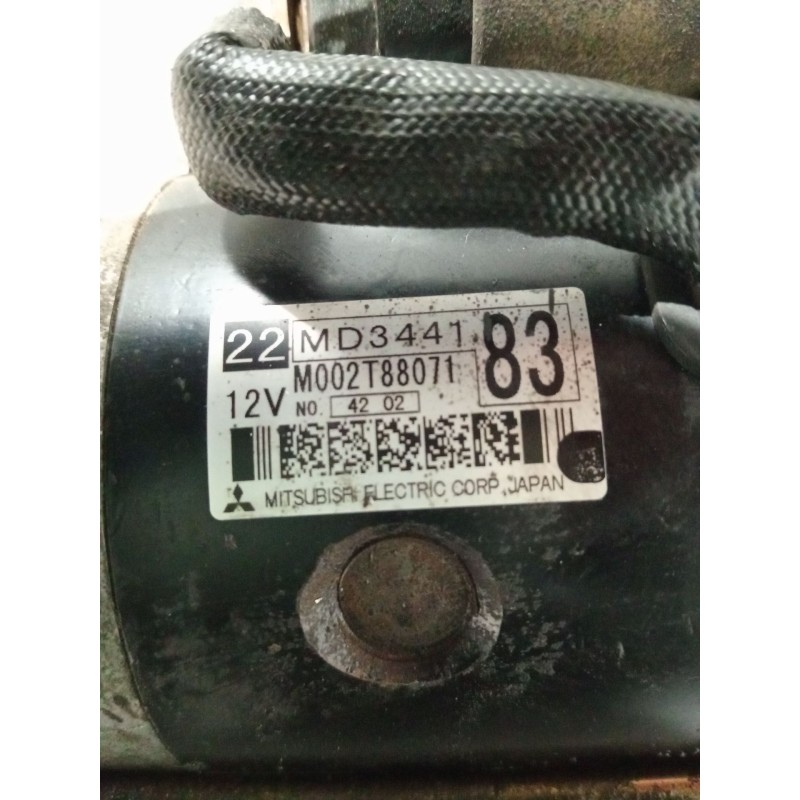 22 MD3441 83
M002T88071
12V NO. 42 02
MITSUBISHI ELECTRIC CORP. JAPAN